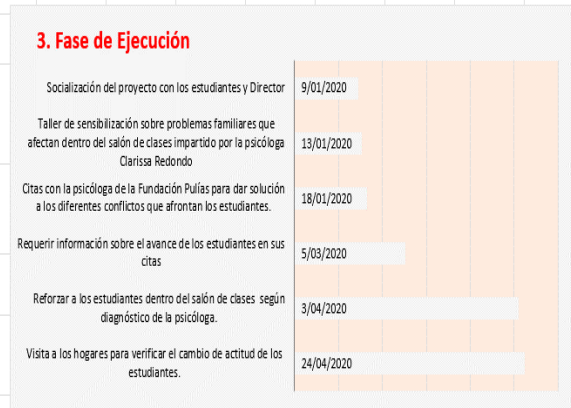 3. Fase de Ejecución
Socialización del proyecto con los estudiantes y Director
9/01/2020
Taller de sensibilización sobre problemas familiares que
afectan dentro del salón de clases impartido por la psicóloga
Clarissa Redondo
13/01/2020
Citas con la psicóloga de la Fundación Pulías para dar solución
a los diferentes conflictos que afrontan los estudiantes.
18/01/2020
Requerir información sobre el avance de los estudiantes en sus
citas
5/03/2020
Reforzar a los estudiantes dentro del salón de clases según
diagnóstico de la psicóloga.
3/04/2020
Visita a los hogares para verificar el cambio de actitud de los
estudiantes.
24/04/2020